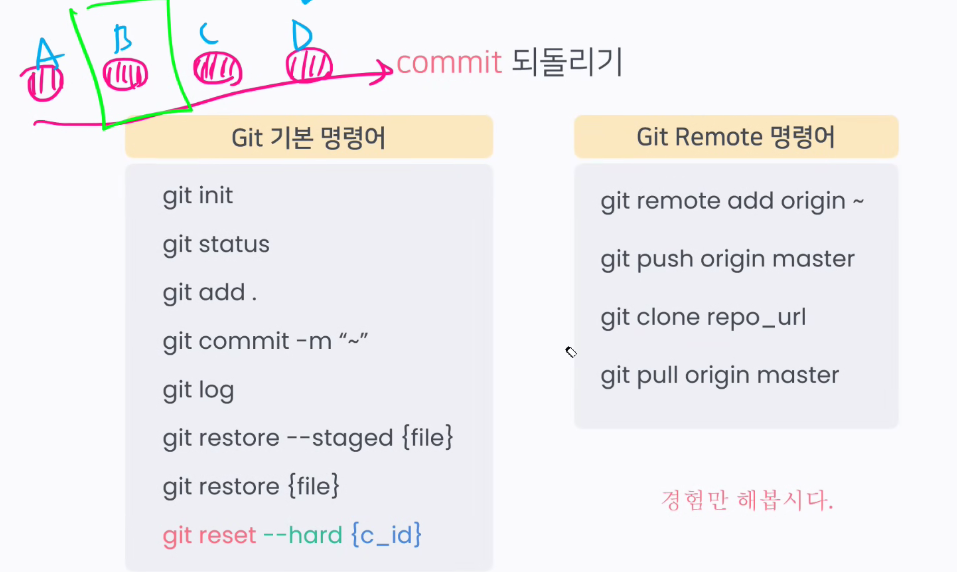 A B C D
commit 되돌리기
Git 기본 명령어
git init
git status
git add .
git commit -m “~”
git log
git restore --staged {file}
git restore {file}
git reset --hard {c_id}
Git Remote 명령어
git remote add origin ~
git push origin master
git clone repo_url
git pull origin master
경험만 해봅시다.